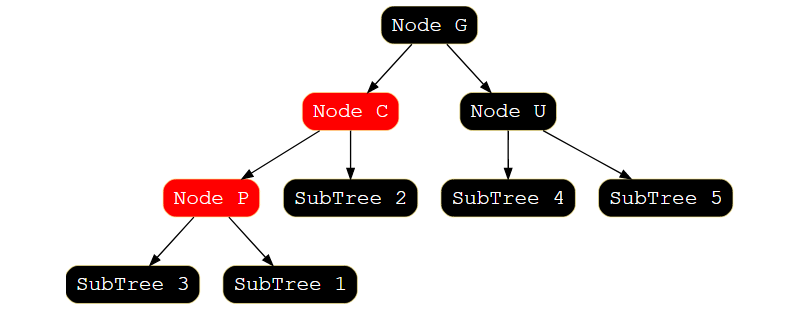 Node G
Node C
Node U
Node P
SubTree 2
SubTree 4
SubTree 5
SubTree 3
SubTree 1